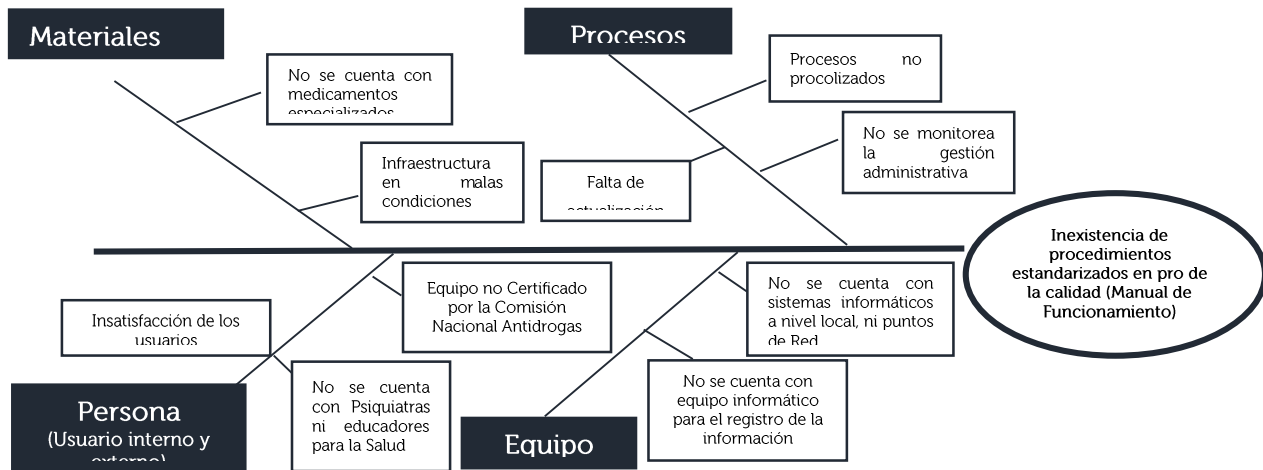 Materiales
Procesos
No se cuenta con
medicamentos
especializados
Procesos no
procolizados
No se monitorea
la gestión
administrativa
Infraestructura
en malas
condiciones
Falta de
actualización
Inexistencia de
procedimientos
estandarizados en pro de
la calidad (Manual de
Funcionamiento)
Insatisfacción de los
usuarios
Equipo no Certificado
por la Comisión
Nacional Antidrogas
No se cuenta con
sistemas informáticos
a nivel local, ni puntos
de Red
No se cuenta
con Psiquiatras
ni educadores
para la Salud
No se cuenta con
equipo informático
para el registro de la
información
Persona
(Usuario interno y
externo)
Equipo